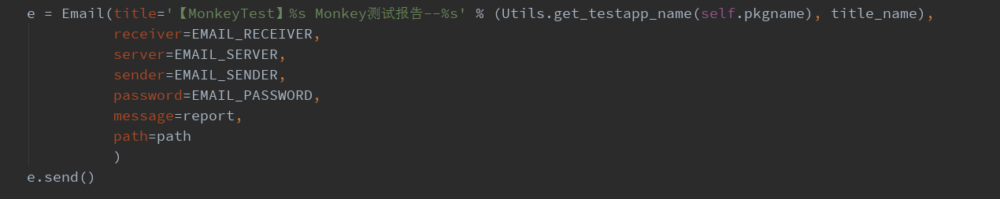 e = Email(title='【MonkeyTest】%s Monkey测试报告--%s' % (Utils.get_testapp_name(self.pkgname), title_name),
receiver=EMAIL_RECEIVER,
server=EMAIL_SERVER,
sender=EMAIL_SENDER,
password=EMAIL_PASSWORD,
message=report,
path=path
)
e.send()